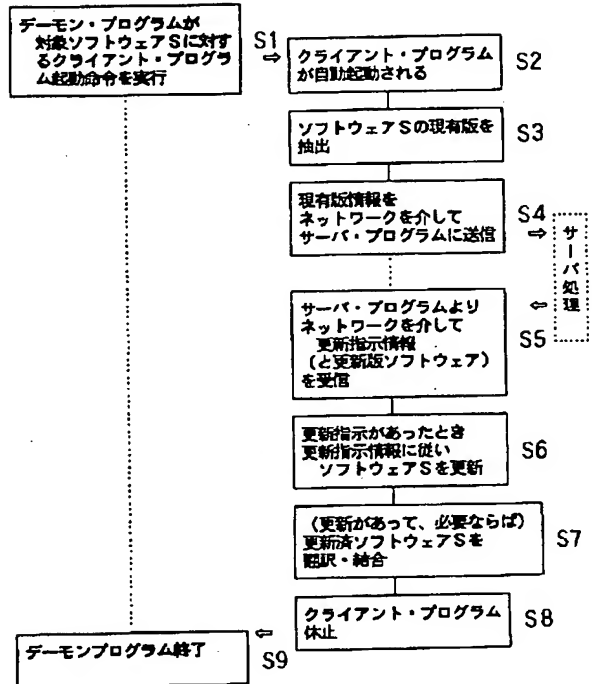 デーモン・プログラムが
対象ソフトウェアSに対す
るクライアント・プログラ
ム起動命令を実行
S1
⇨
クライアント・プログラム
が自動起動される
S2
ソフトウェアSの現有版を
抽出
S3
現有版情報を
ネットワークを介して
サーバ・プログラムに送信
S4
⇨
サーバ処理
サーバ・プログラムより
ネットワークを介して
更新指示情報
(と更新版ソフトウェア)
を受信
⇦
S5
更新指示があったとき
更新指示情報に従い
ソフトウェアSを更新
S6
(更新があって、必要ならば)
更新済ソフトウェアSを
翻訳・結合
S7
クライアント・プログラム
休止
S8
⇦
デーモンプログラム終了
S9